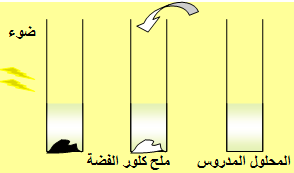 ضوء
المحلول المدروس
ملح كلور الفضة